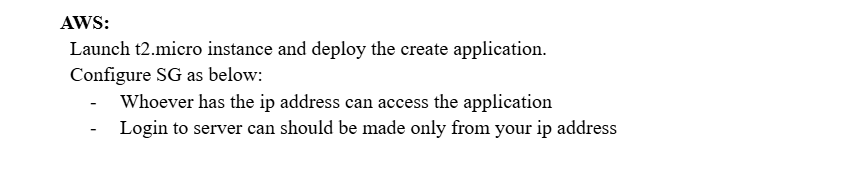 AWS:
Launch t2.micro instance and deploy the create application.
Configure SG as below:
- Whoever has the ip address can access the application
- Login to server can should be made only from your ip address